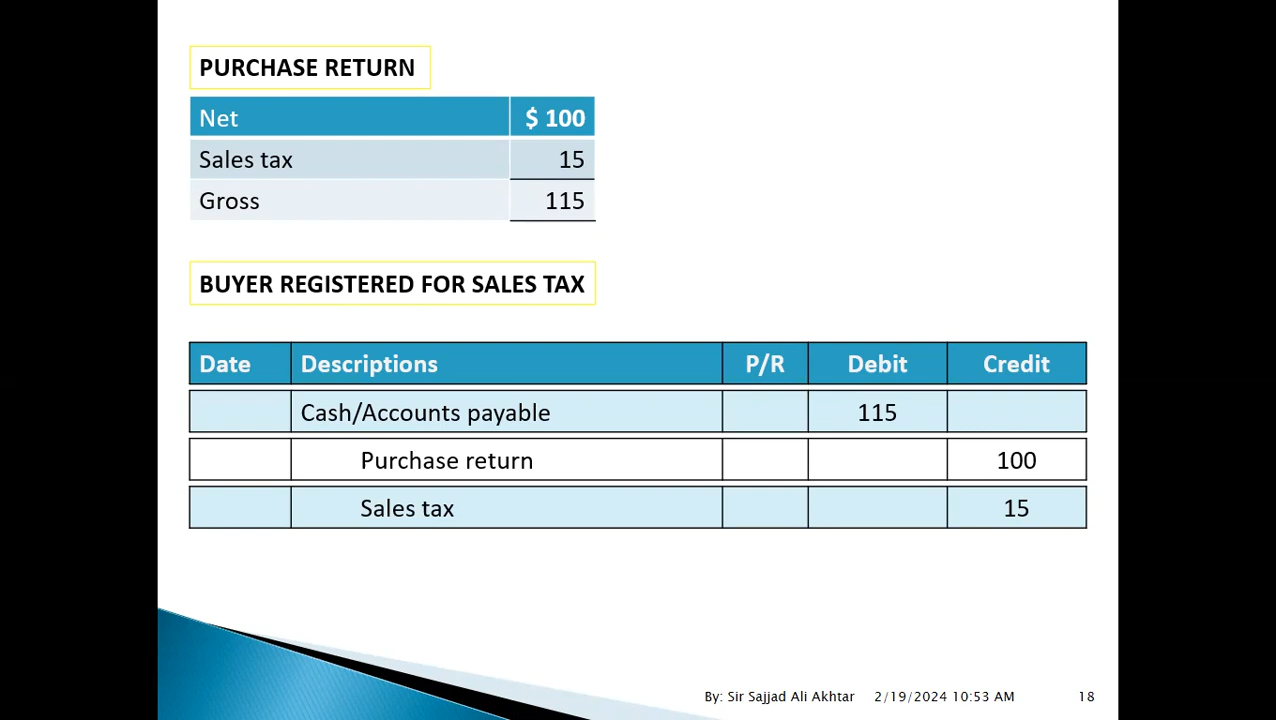 PURCHASE RETURN
Net $ 100
Sales tax 15
Gross 115
BUYER REGISTERED FOR SALES TAX
Date Descriptions P/R Debit Credit
Cash/Accounts payable 115
Purchase return 100
Sales tax 15
By: Sir Sajjad Ali Akhtar 2/19/2024 10:53 AM 18